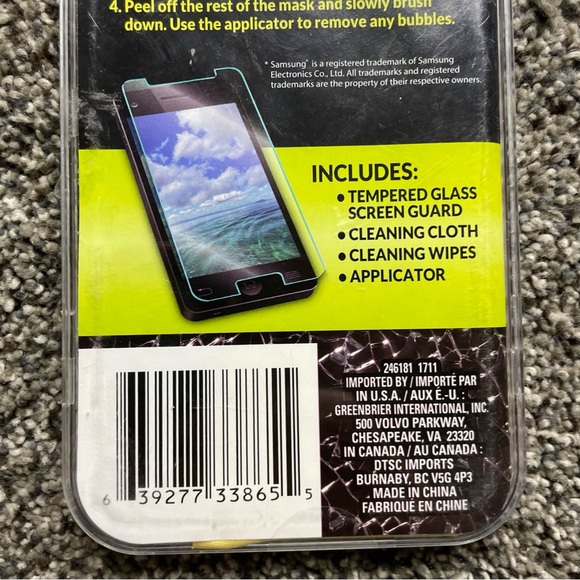 4. Peel off the rest of the mask and slowly brush
down. Use the applicator to remove any bubbles.
* Samsung® is a registered trademark of Samsung
Electronics Co., Ltd. All trademarks and registered
trademarks are the property of their respective owners.
INCLUDES:
• TEMPERED GLASS
SCREEN GUARD
• CLEANING CLOTH
• CLEANING WIPES
• APPLICATOR
246181 1711
IMPORTED BY / IMPORTÉ PAR
IN U.S.A. / AUX É.-U. :
GREENBRIER INTERNATIONAL, INC.
500 VOLVO PARKWAY,
CHESAPEAKE, VA 23320
IN CANADA / AU CANADA :
DTSC IMPORTS
BURNABY, BC V5G 4P3
MADE IN CHINA
FABRIQUÉ EN CHINE
6 39277 33865 5